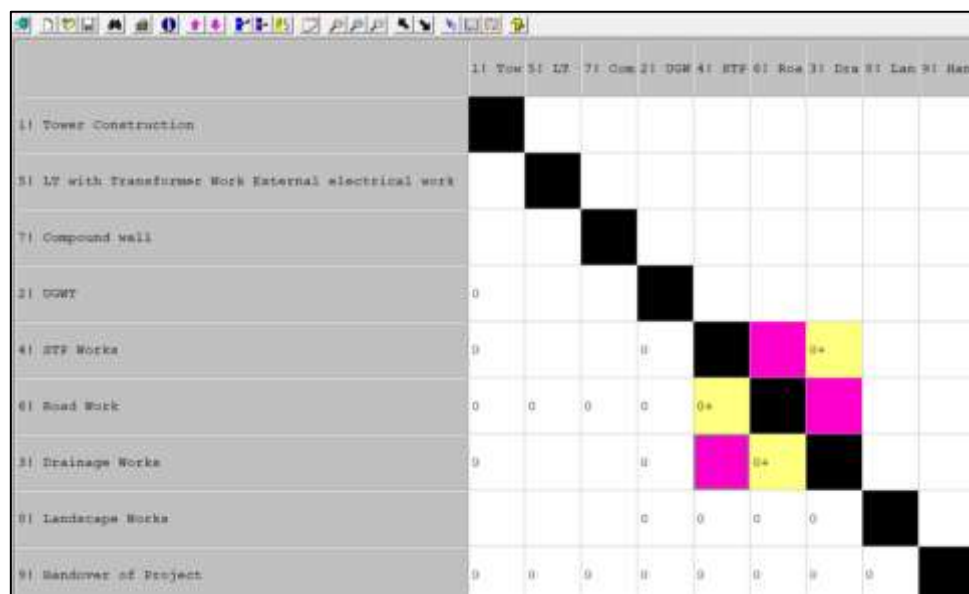 1! Tow 5! LT 7! Com 2! UGW 4! STP 6! Roa 3! Dra 8! Lan 9! Han
1! Tower Construction
5! LT with Transformer Work External electrical work
7! Compound wall
2! UGWT 0
4! STP Works 0 0 0+
6! Road Work 0 0 0 0 0+
3! Drainage Works 0 0 0+
8! Landscape Works 0 0 0 0
9! Handover of Project 0 0 0 0 0 0 0 0